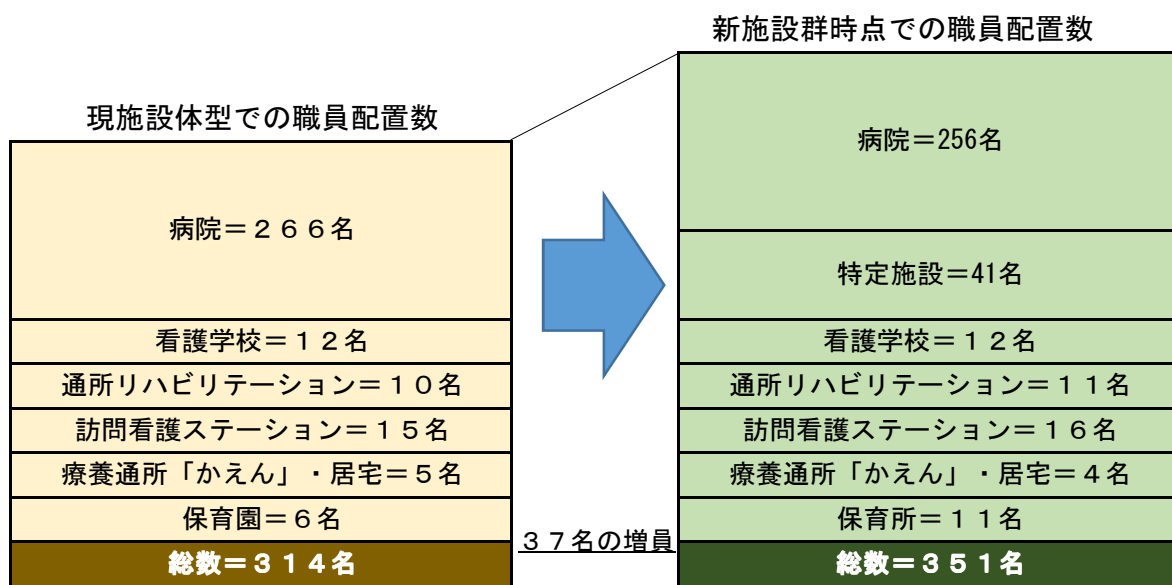 新施設群時点での職員配置数
現施設体型での職員配置数
病院＝２６６名
看護学校＝１２名
通所リハビリテーション＝１０名
訪問看護ステーション＝１５名
療養通所「かえん」・居宅＝５名
保育園＝６名
総数＝３１４名
３７名の増員
病院＝256名
特定施設＝41名
看護学校＝１２名
通所リハビリテーション＝１１名
訪問看護ステーション＝１６名
療養通所「かえん」・居宅＝４名
保育所＝１１名
総数＝３５１名